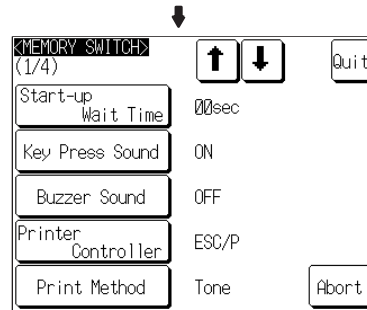 <MEMORY SWITCH>
(1/4)
Quit
Start-up
Wait Time
00sec
Key Press Sound
ON
Buzzer Sound
OFF
Printer
Controller
ESC/P
Print Method
Tone
Abort